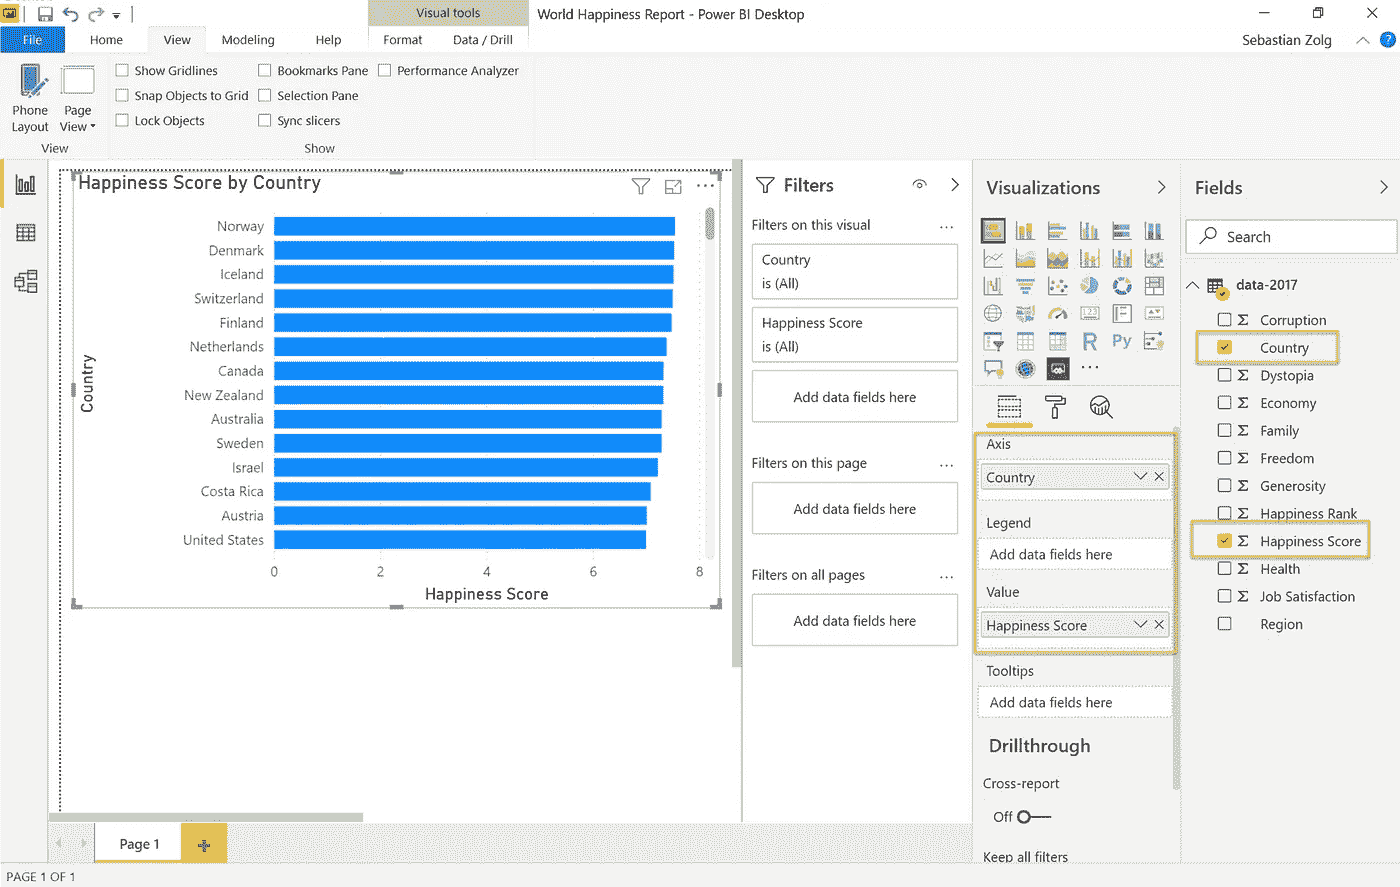 Visual tools
World Happiness Report - Power BI Desktop
File
Home
View
Modeling
Help
Format
Data / Drill
Sebastian Zolg
?
Phone
Layout
Page
View
Show Gridlines
Snap Objects to Grid
Lock Objects
Bookmarks Pane
Selection Pane
Sync slicers
Performance Analyzer
View
Show
Happiness Score by Country
Country
Norway
Denmark
Iceland
Switzerland
Finland
Netherlands
Canada
New Zealand
Australia
Sweden
Israel
Costa Rica
Austria
United States
0 2 4 6 8
Happiness Score
Filters
Filters on this visual
Country
is (All)
Happiness Score
is (All)
Add data fields here
Filters on this page
Add data fields here
Filters on all pages
Add data fields here
Visualizations
123
R
Py
Axis
Country
Legend
Add data fields here
Value
Happiness Score
Tooltips
Add data fields here
Drillthrough
Cross-report
Off
Keep all filters
Fields
Search
data-2017
Σ Corruption
Country
Σ Dystopia
Σ Economy
Σ Family
Σ Freedom
Σ Generosity
Σ Happiness Rank
Σ Happiness Score
Σ Health
Σ Job Satisfaction
Region
Page 1
PAGE 1 OF 1